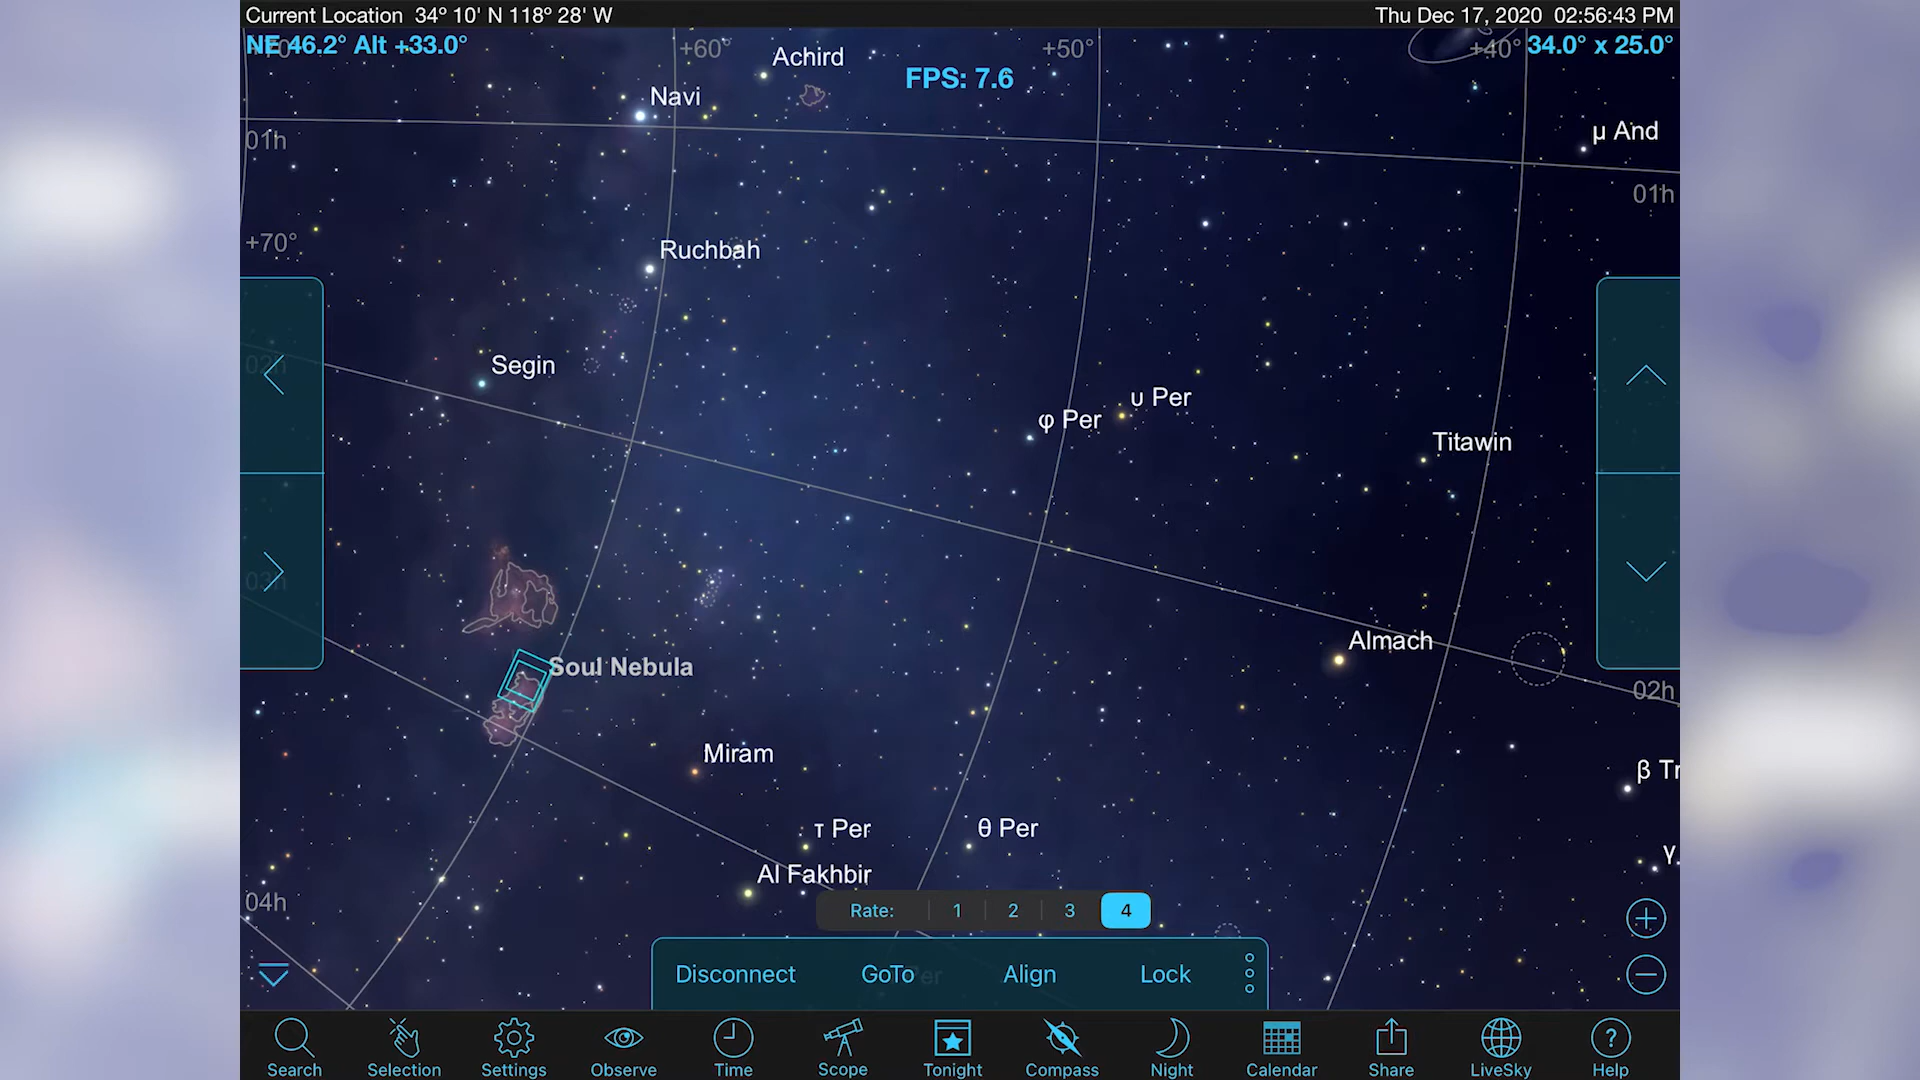 Current Location 34° 10' N 118° 28' W
Thu Dec 17, 2020 02:56:43 PM
NE 46.2° Alt +33.0°
+60°
+50°
+40°
34.0° x 25.0°
Achird
FPS: 7.6
Navi
μ And
01h
01h
+70°
Ruchbah
Segin
02h
υ Per
φ Per
Titawin
03h
Almach
Soul Nebula
02h
Miram
β Tr
τ Per
θ Per
γ
Al Fakhbir
04h
Rate: 1 2 3 4
Disconnect GoTo Align Lock
Search Selection Settings Observe Time Scope Tonight Compass Night Calendar Share LiveSky Help